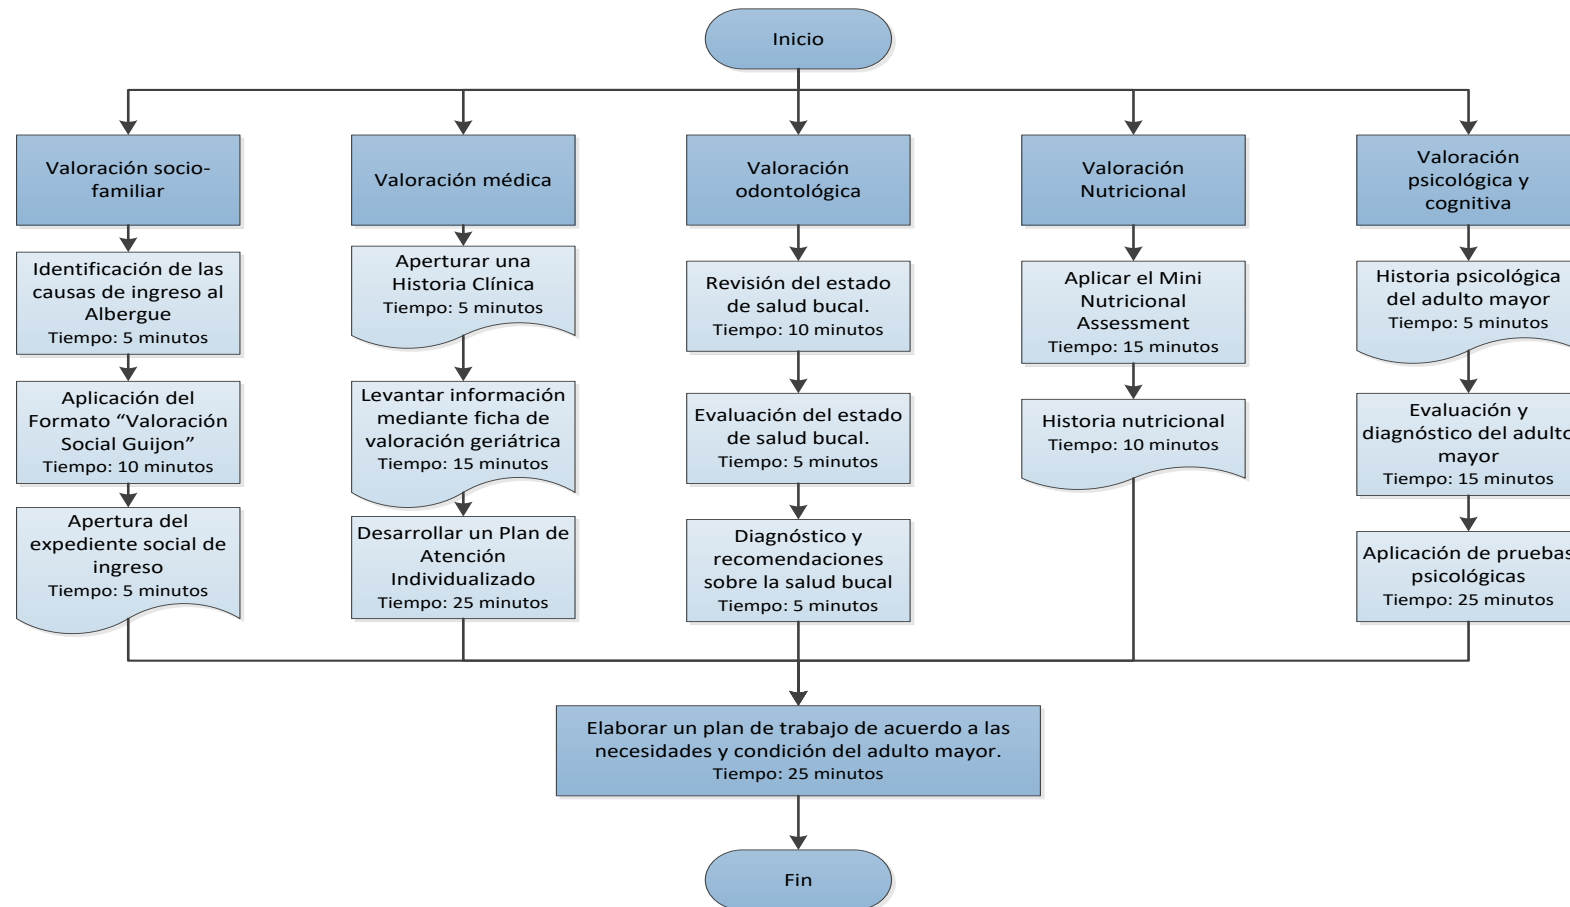 Inicio
Valoración socio-
familiar
Identificación de las
causas de ingreso al
Albergue
Tiempo: 5 minutos
Aplicación del
Formato “Valoración
Social Guijon”
Tiempo: 10 minutos
Apertura del
expediente social de
ingreso
Tiempo: 5 minutos
Valoración médica
Aperturar una
Historia Clínica
Tiempo: 5 minutos
Levantar información
mediante ficha de
valoración geriátrica
Tiempo: 15 minutos
Desarrollar un Plan de
Atención
Individualizado
Tiempo: 25 minutos
Valoración
odontológica
Revisión del estado
de salud bucal.
Tiempo: 10 minutos
Evaluación del estado
de salud bucal.
Tiempo: 5 minutos
Diagnóstico y
recomendaciones
sobre la salud bucal
Tiempo: 5 minutos
Valoración
Nutricional
Aplicar el Mini
Nutricional
Assessment
Tiempo: 15 minutos
Historia nutricional
Tiempo: 10 minutos
Valoración
psicológica y
cognitiva
Historia psicológica
del adulto mayor
Tiempo: 5 minutos
Evaluación y
diagnóstico del adulto
mayor
Tiempo: 15 minutos
Aplicación de pruebas
psicológicas
Tiempo: 25 minutos
Elaborar un plan de trabajo de acuerdo a las
necesidades y condición del adulto mayor.
Tiempo: 25 minutos
Fin